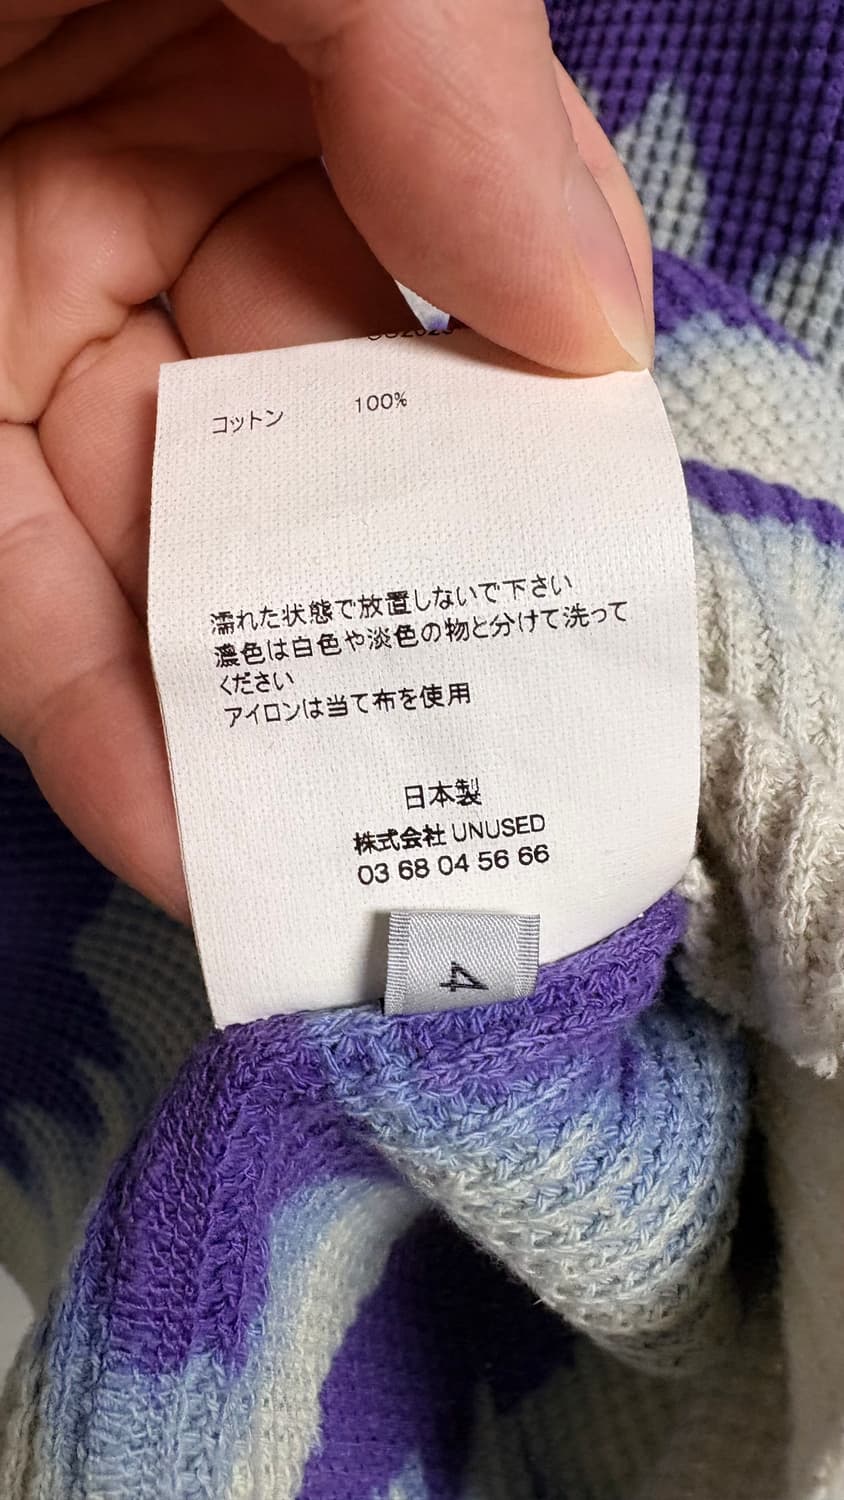 コットン 100%
濡れた状態で放置しないで下さい
濃色は白色や淡色の物と分けて洗って
ください
アイロンは当て布を使用
日本製
株式会社 UNUSED
03 68 04 56 66
4